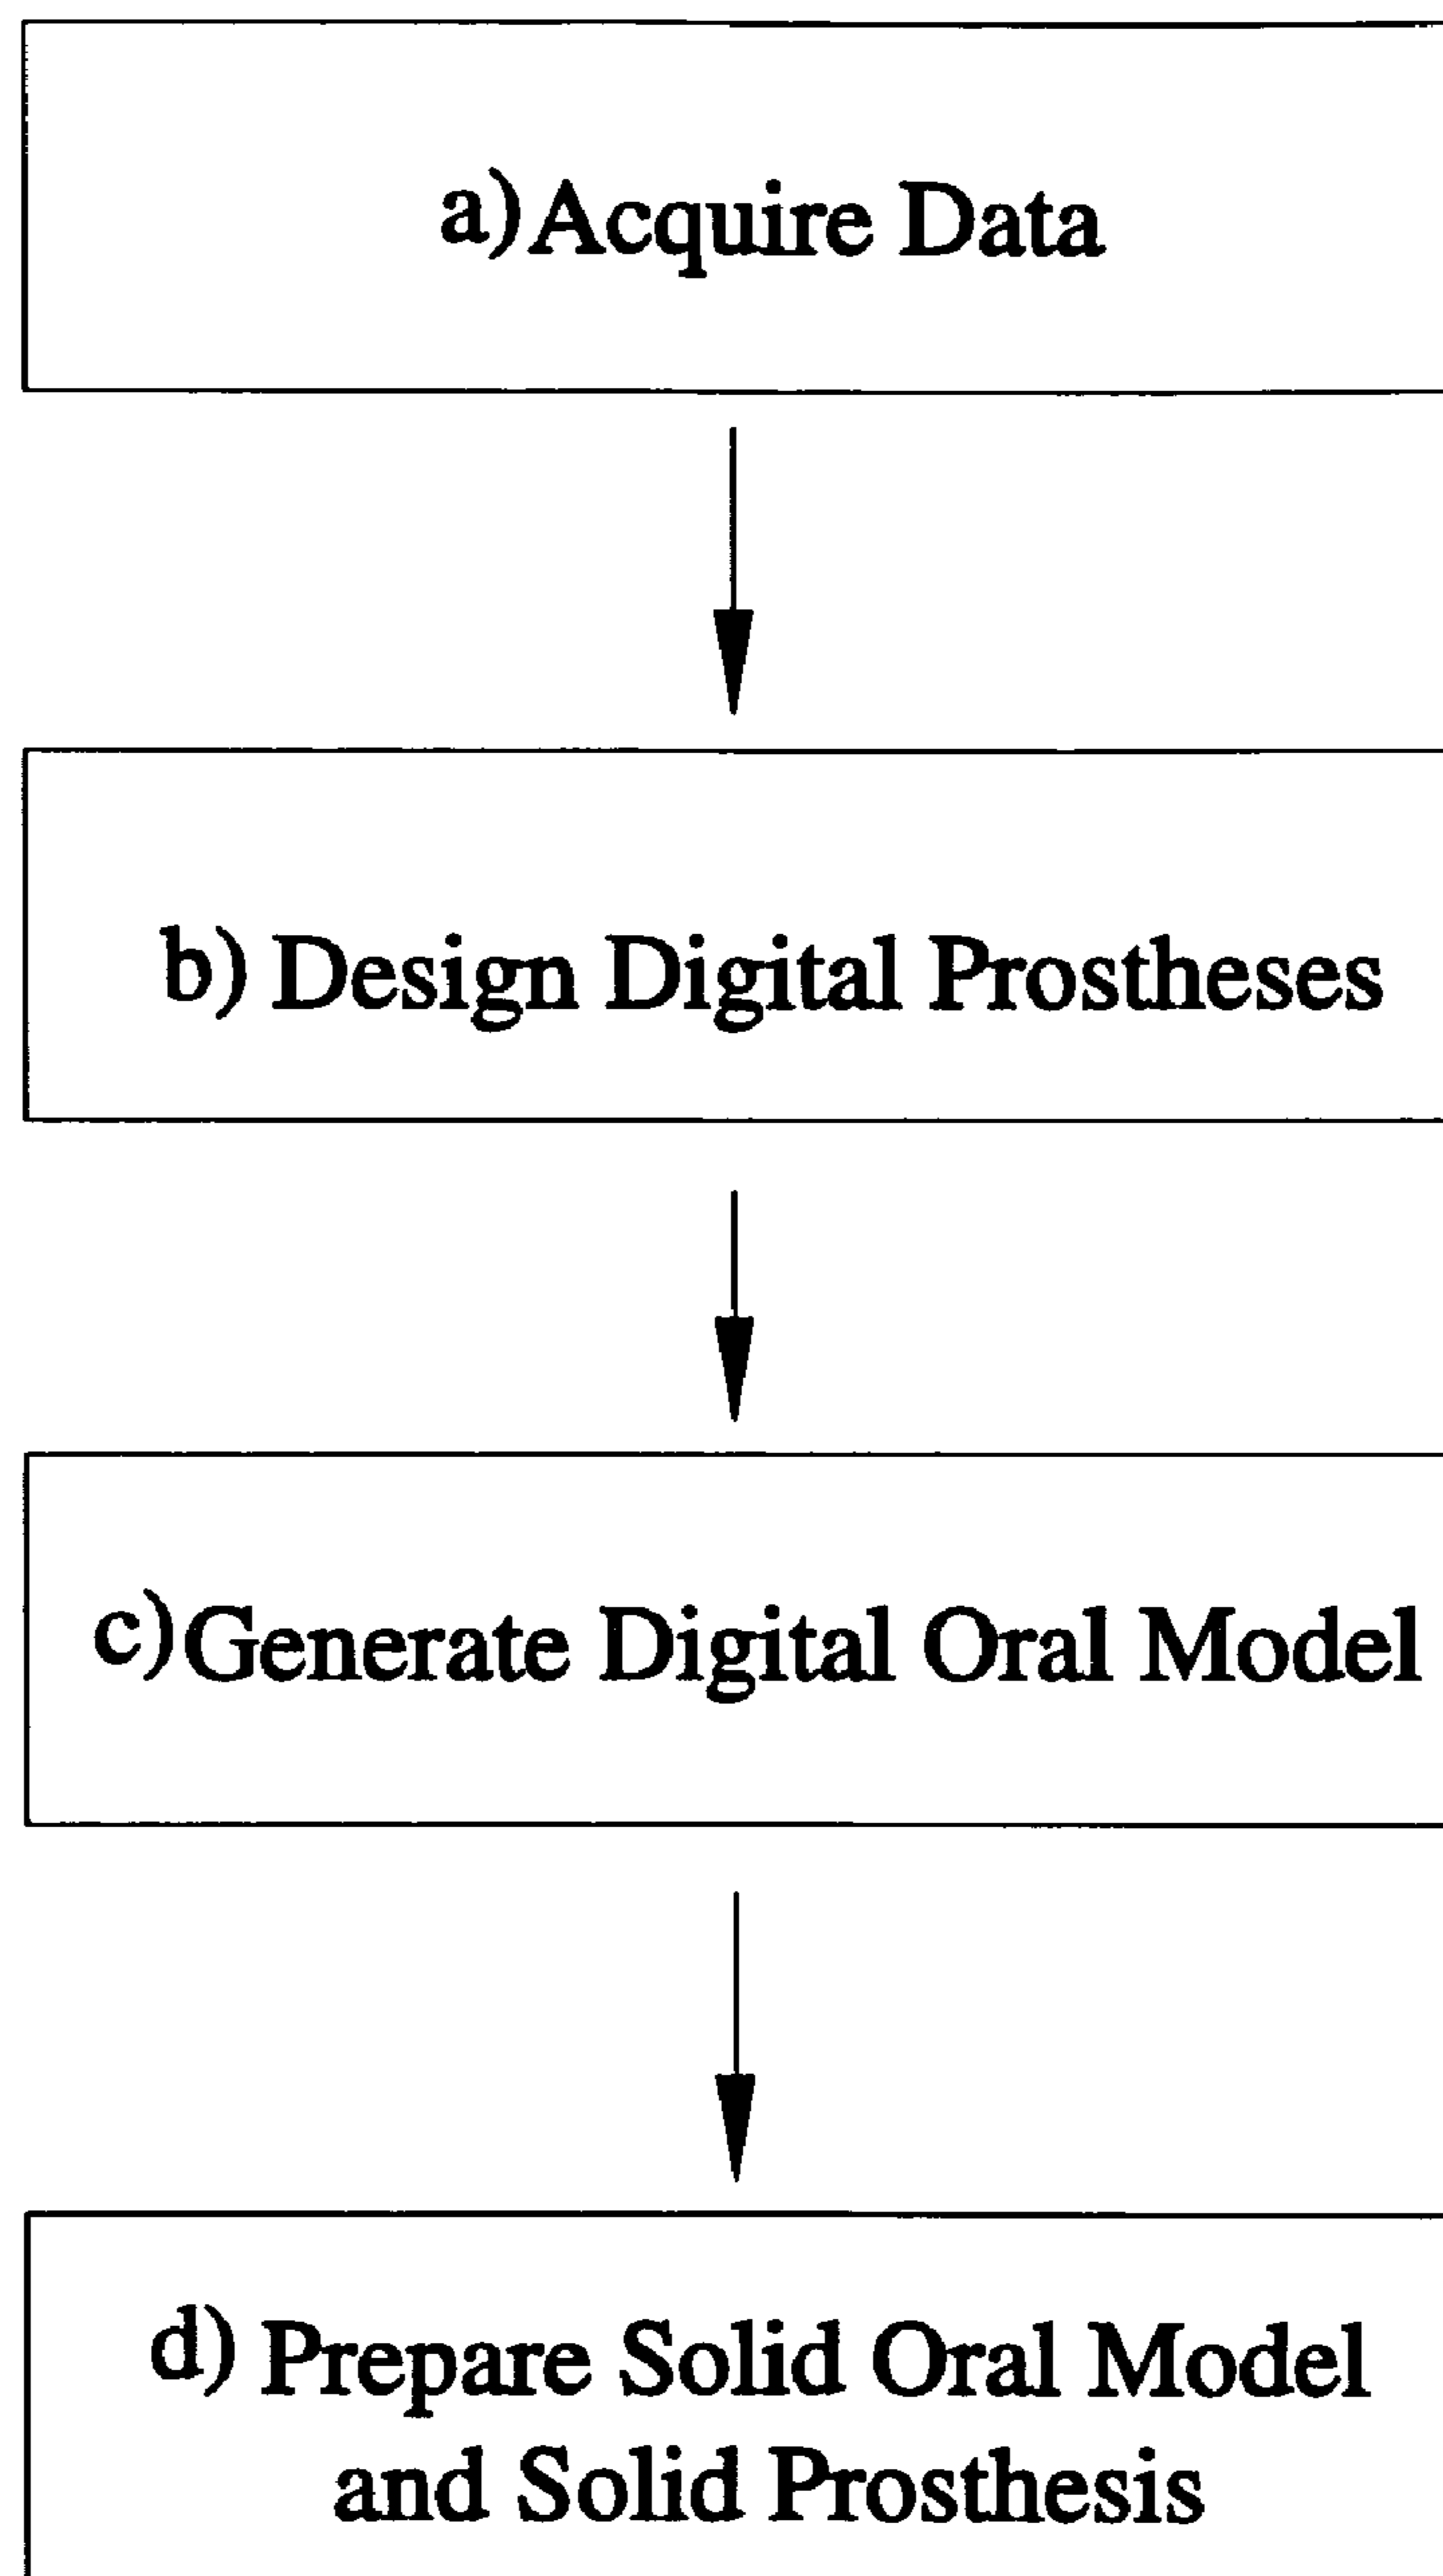 a) Acquire Data
b) Design Digital Prostheses
c) Generate Digital Oral Model
d) Prepare Solid Oral Model
and Solid Prosthesis